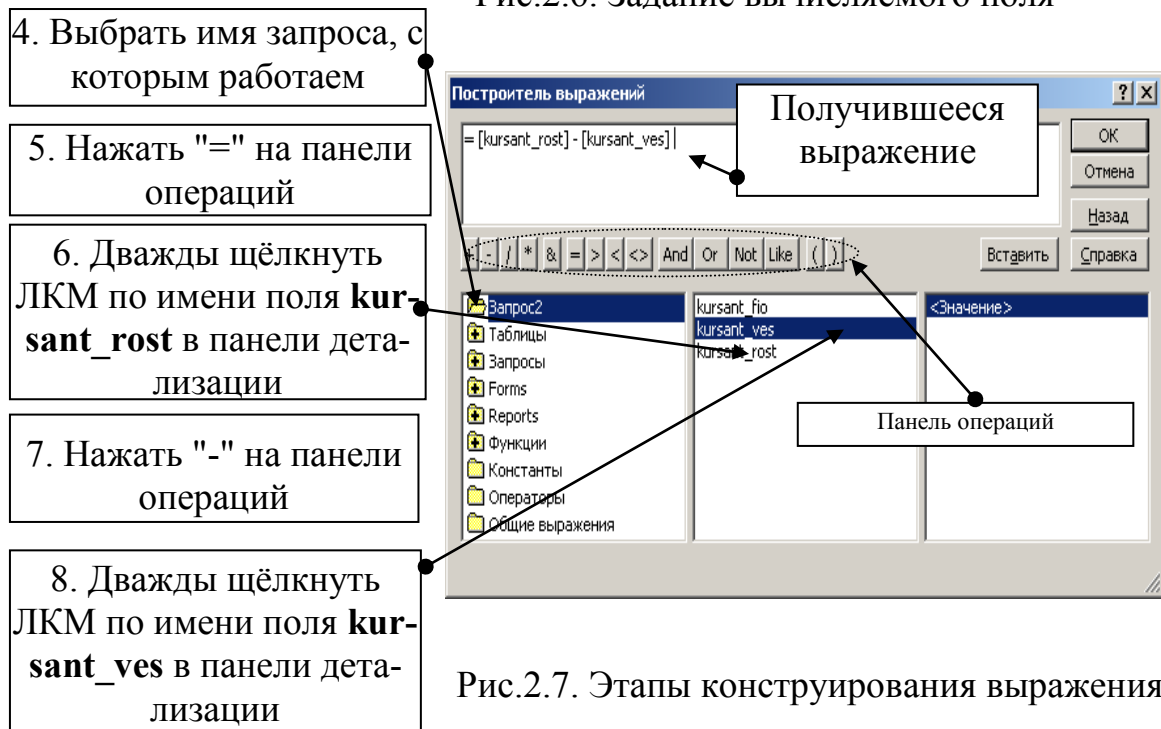 Рис.2.6. Задание вычисляемого поля
4. Выбрать имя запроса, с
которым работаем
5. Нажать "=" на панели
операций
6. Дважды щёлкнуть
ЛКМ по имени поля kur-
sant_rost в панели дета-
лизации
7. Нажать "-" на панели
операций
8. Дважды щёлкнуть
ЛКМ по имени поля kur-
sant_ves в панели дета-
лизации
Построитель выражений
? X
= [kursant_rost] - [kursant_ves]
Получившееся
выражение
ОК
Отмена
Назад
+ - / * & = > < <> And Or Not Like ( )
Вставить
Справка
Запрос2
Таблицы
Запросы
Forms
Reports
Функции
Константы
Операторы
Общие выражения
kursant_fio
kursant_ves
kursant_rost
<Значение>
Панель операций
Рис.2.7. Этапы конструирования выражения